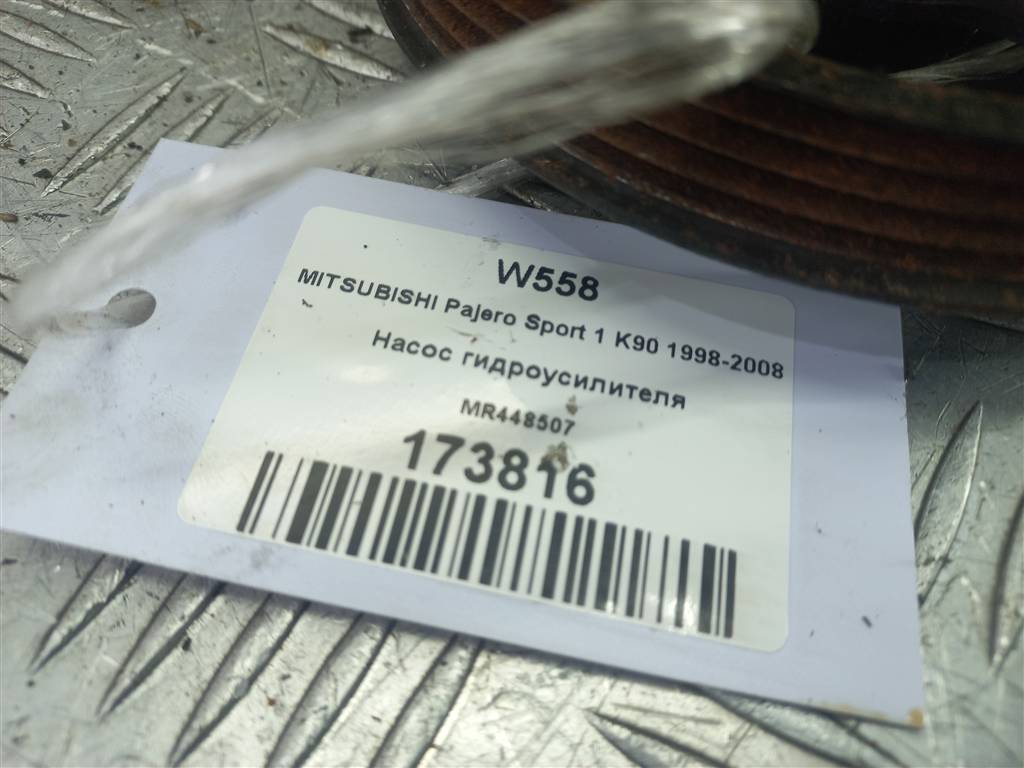 W558
MITSUBISHI Pajero Sport 1 K90 1998-2008
Насос гидроусилителя
MR448507
173816